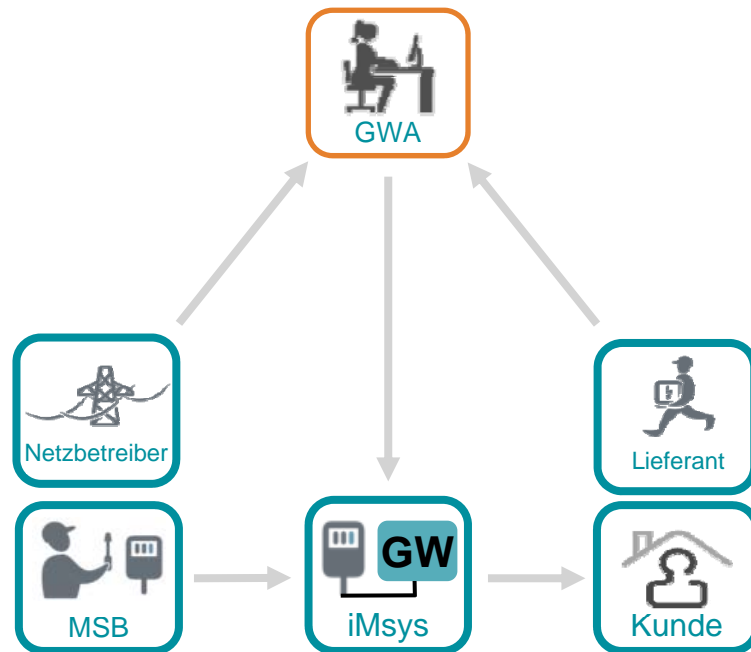 GWA
Netzbetreiber
Lieferant
MSB
GW
iMsys
Kunde